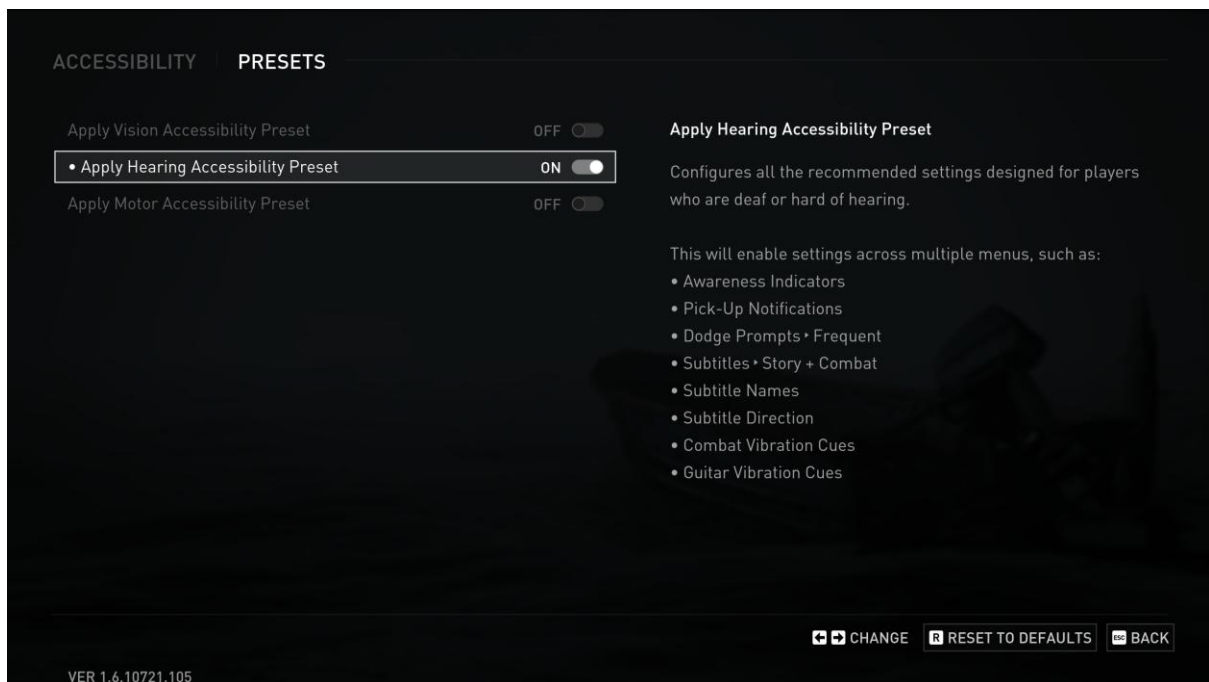 ACCESSIBILITY PRESETS
Apply Vision Accessibility Preset OFF
• Apply Hearing Accessibility Preset ON
Apply Motor Accessibility Preset OFF
Apply Hearing Accessibility Preset
Configures all the recommended settings designed for players
who are deaf or hard of hearing.
This will enable settings across multiple menus, such as:
• Awareness Indicators
• Pick-Up Notifications
• Dodge Prompts ‣ Frequent
• Subtitles ‣ Story + Combat
• Subtitle Names
• Subtitle Direction
• Combat Vibration Cues
• Guitar Vibration Cues
← → CHANGE R RESET TO DEFAULTS ESC BACK
VER 1.6.10721.105